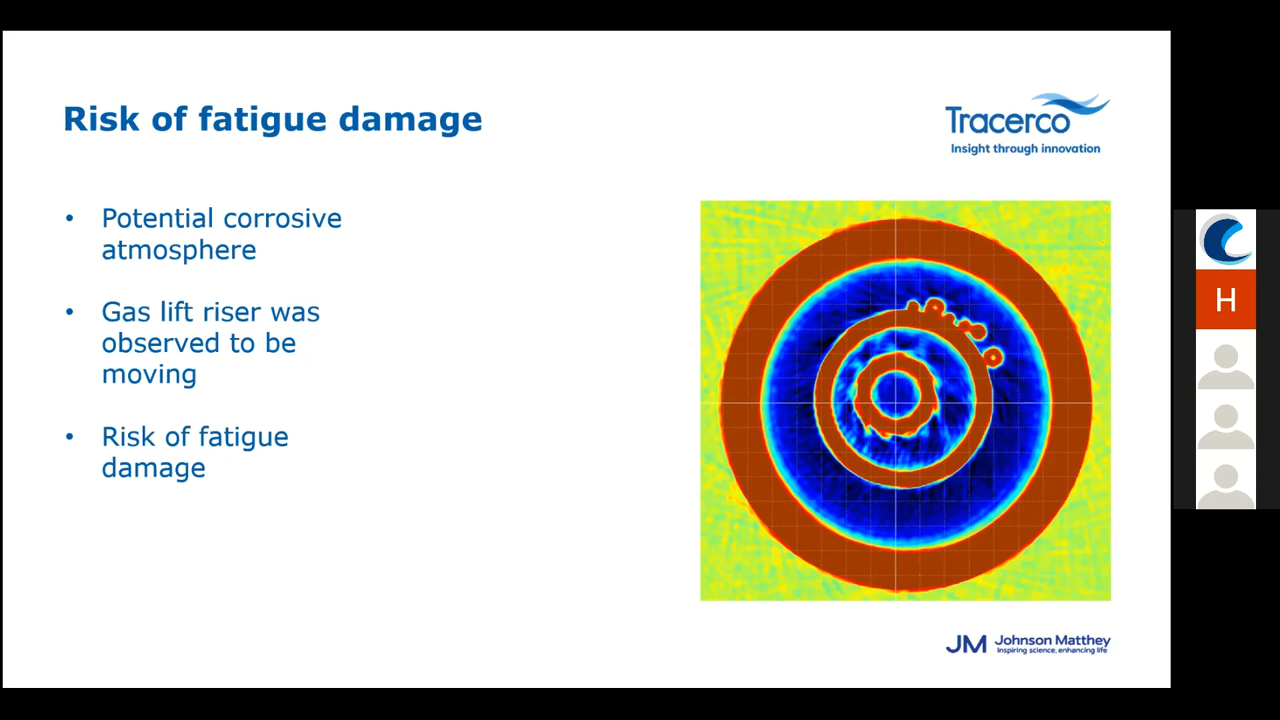 Risk of fatigue damage
Tracerco
Insight through innovation
• Potential corrosive
atmosphere
• Gas lift riser was
observed to be
moving
• Risk of fatigue
damage
H
JM Johnson Matthey
Inspiring science, enhancing life